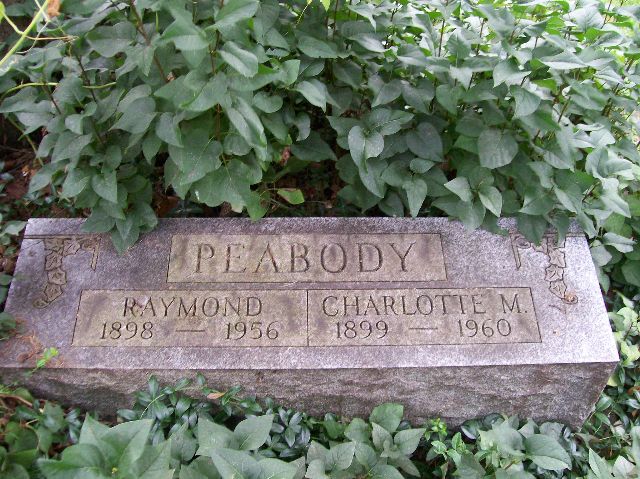 PEABODY
RAYMOND
1898 — 1956
CHARLOTTE M.
1899 — 1960